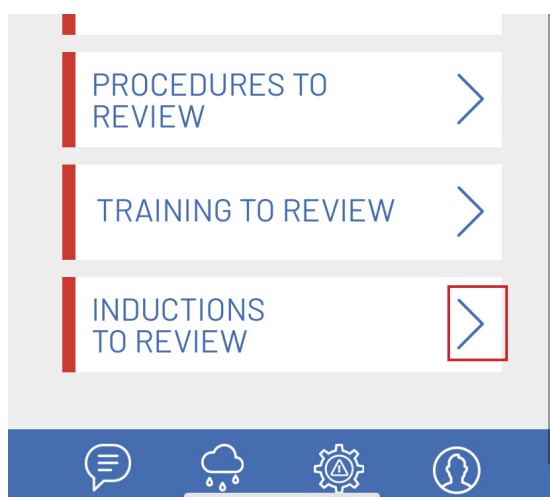 PROCEDURES TO
REVIEW
TRAINING TO REVIEW
INDUCTIONS
TO REVIEW